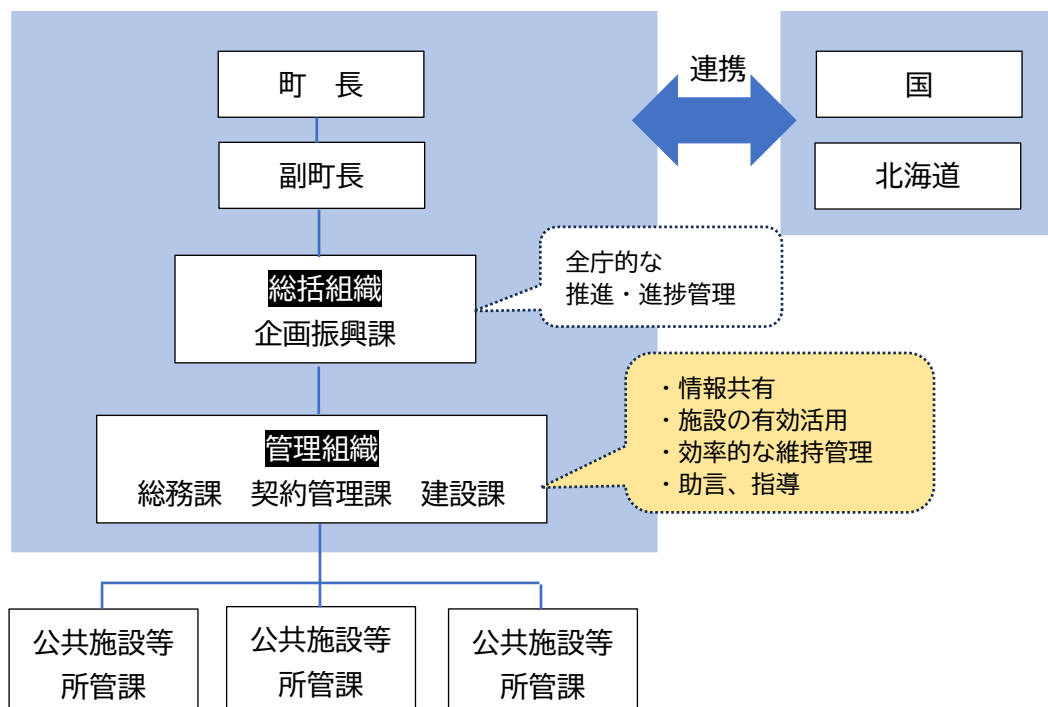 町　長
副町長
総括組織
企画振興課
全庁的な
推進・進捗管理
管理組織
総務課　契約管理課　建設課
・情報共有
・施設の有効活用
・効率的な維持管理
・助言、指導
公共施設等
所管課
公共施設等
所管課
公共施設等
所管課
連携
国
北海道